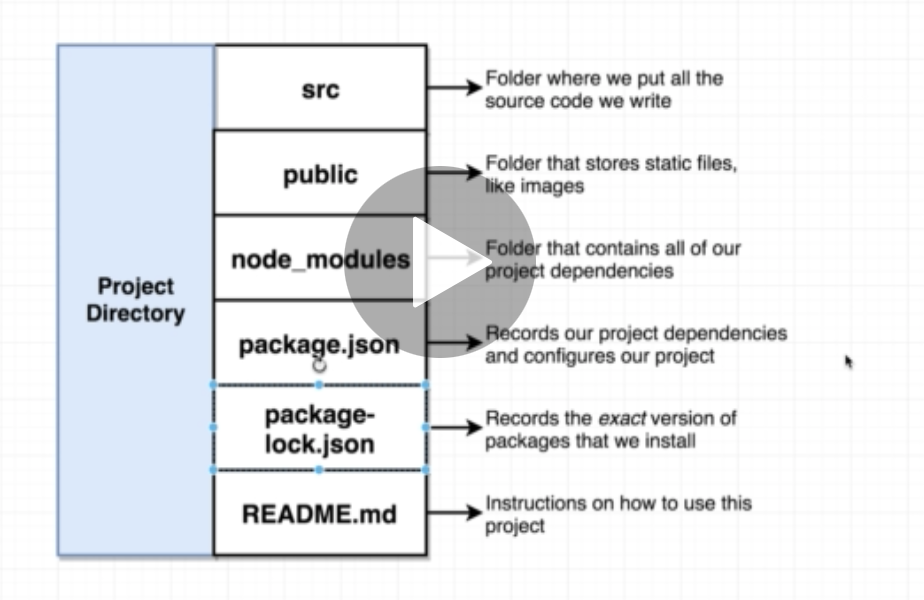 Project
Directory
src
Folder where we put all the
source code we write
public
Folder that stores static files,
like images
node_modules
Folder that contains all of our
project dependencies
package.json
Records our project dependencies
and configures our project
package-
lock.json
Records the exact version of
packages that we install
README.md
Instructions on how to use this
project